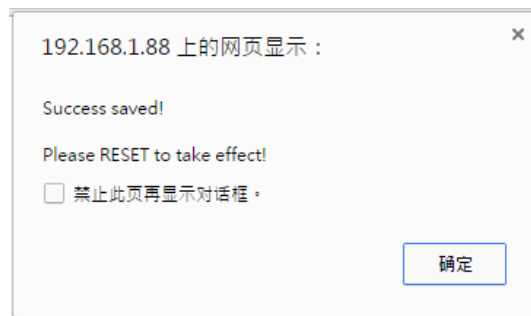 192.168.1.88 上的网页显示：
Success saved!
Please RESET to take effect!
禁止此页再显示对话框。
确定